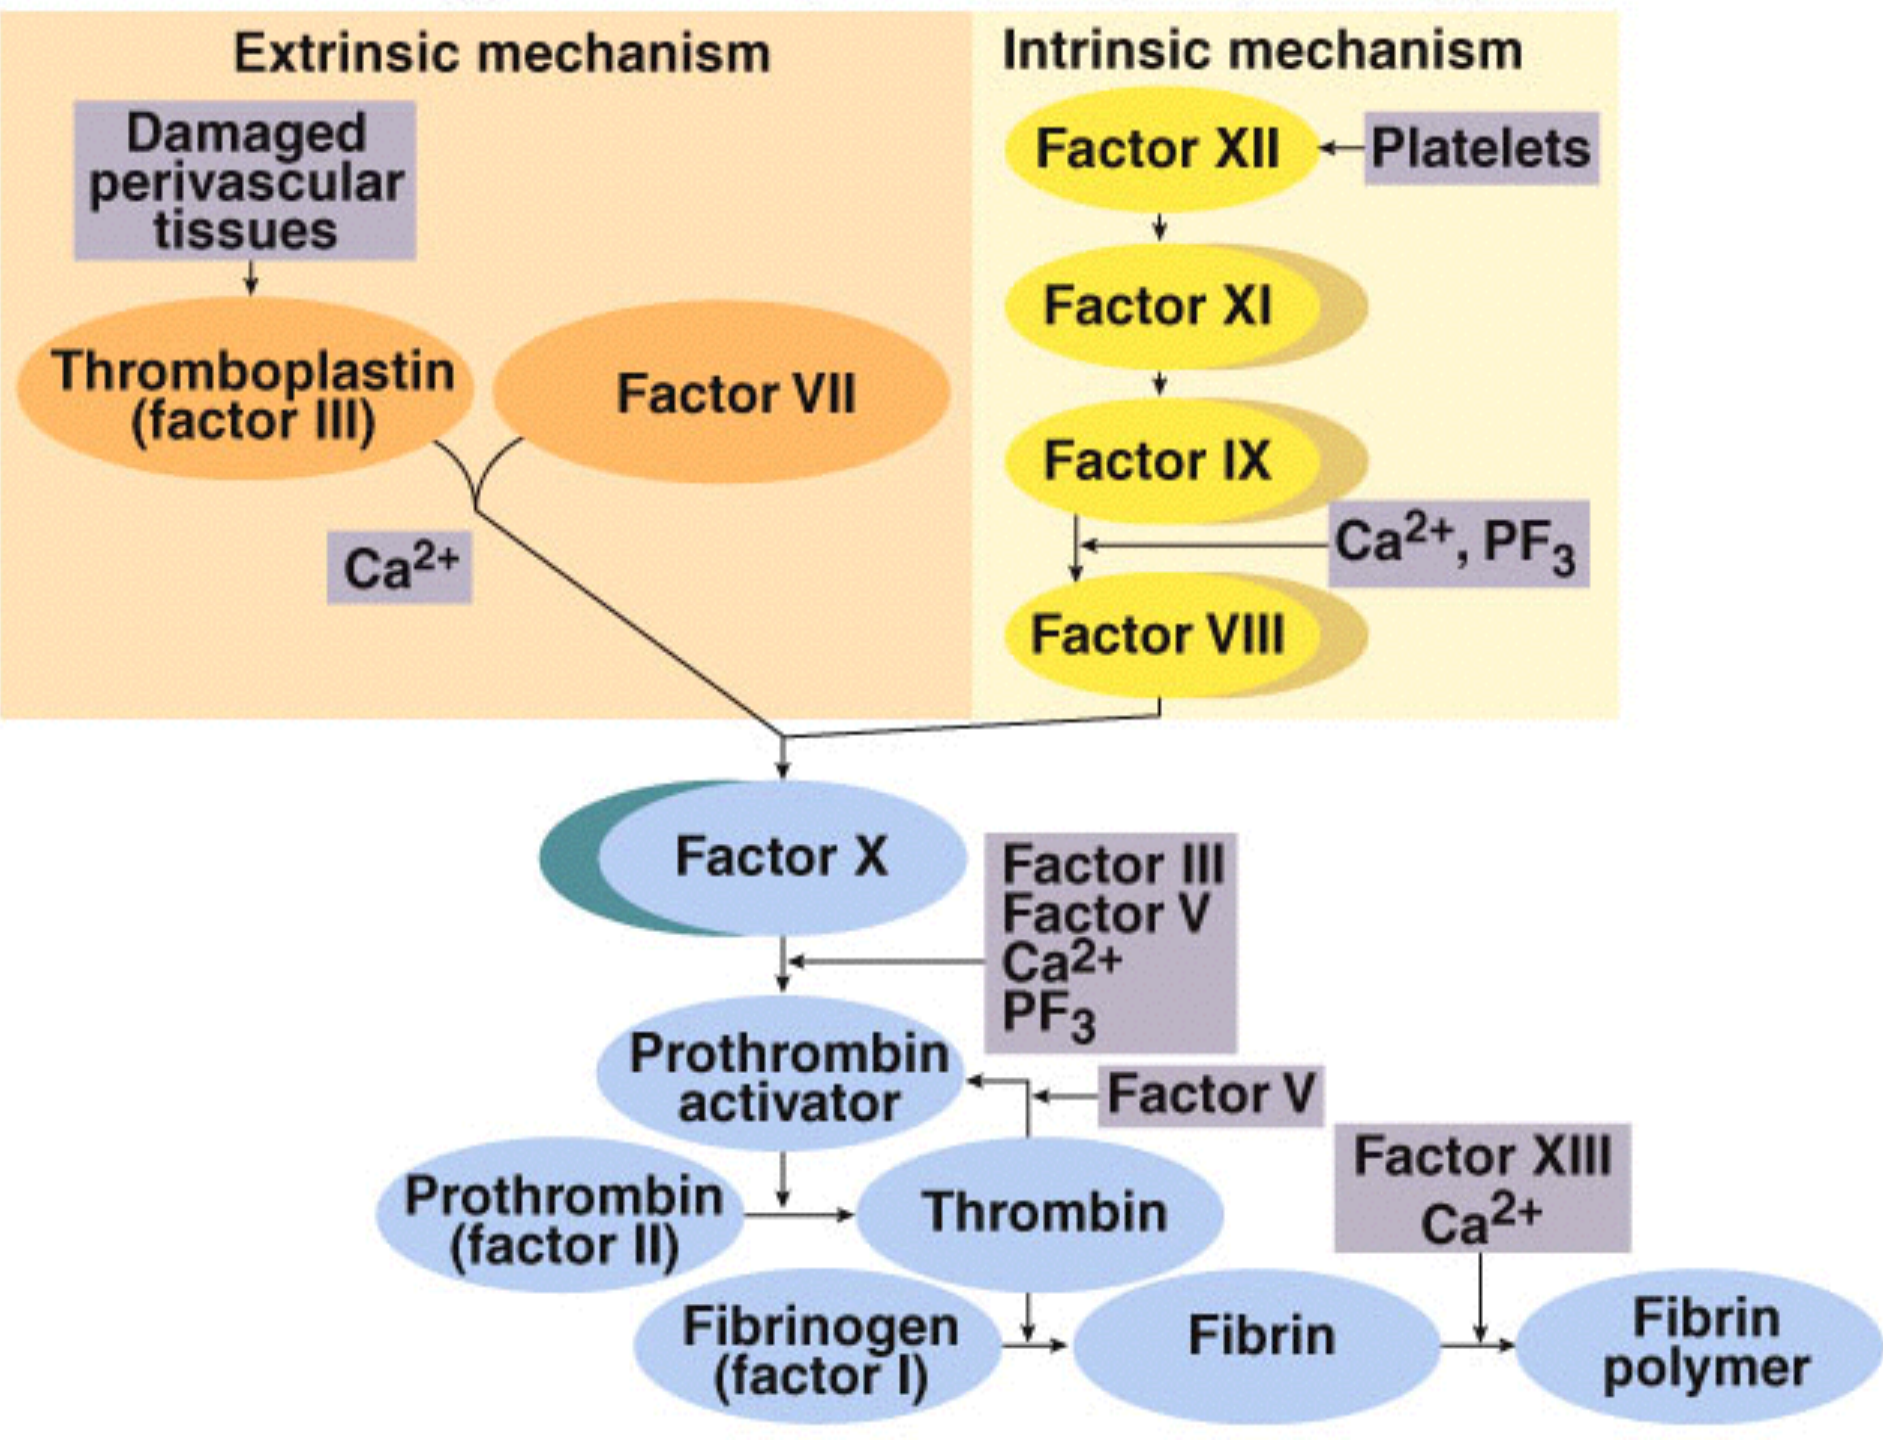 Extrinsic mechanism
Damaged
perivascular
tissues
Thromboplastin
(factor III)
Factor VII
Ca2+
Intrinsic mechanism
Factor XII
Platelets
Factor XI
Factor IX
Ca2+, PF3
Factor VIII
Factor X
Factor III
Factor V
Ca2+
PF3
Prothrombin
activator
Factor V
Prothrombin
(factor II)
Thrombin
Factor XIII
Ca2+
Fibrinogen
(factor I)
Fibrin
Fibrin
polymer